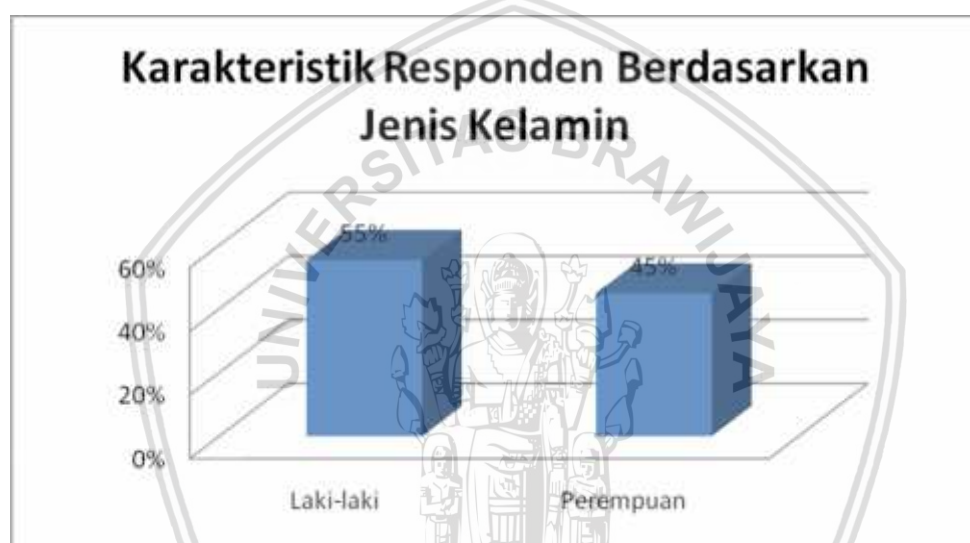 Karakteristik Responden Berdasarkan
Jenis Kelamin
UNIVERSITAS BRAWIJAYA
55%
45%
60%
40%
20%
0%
Laki-laki
Perempuan